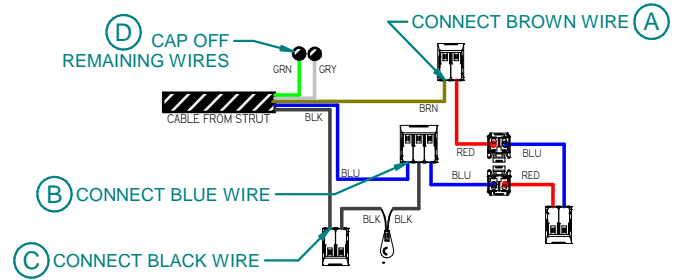 D CAP OFF
REMAINING WIRES
CONNECT BROWN WIRE A
GRN GRY
CABLE FROM STRUT
BLK
BRN
RED
BLU
BLU
B CONNECT BLUE WIRE
BLU
RED
BLK BLK
C CONNECT BLACK WIRE